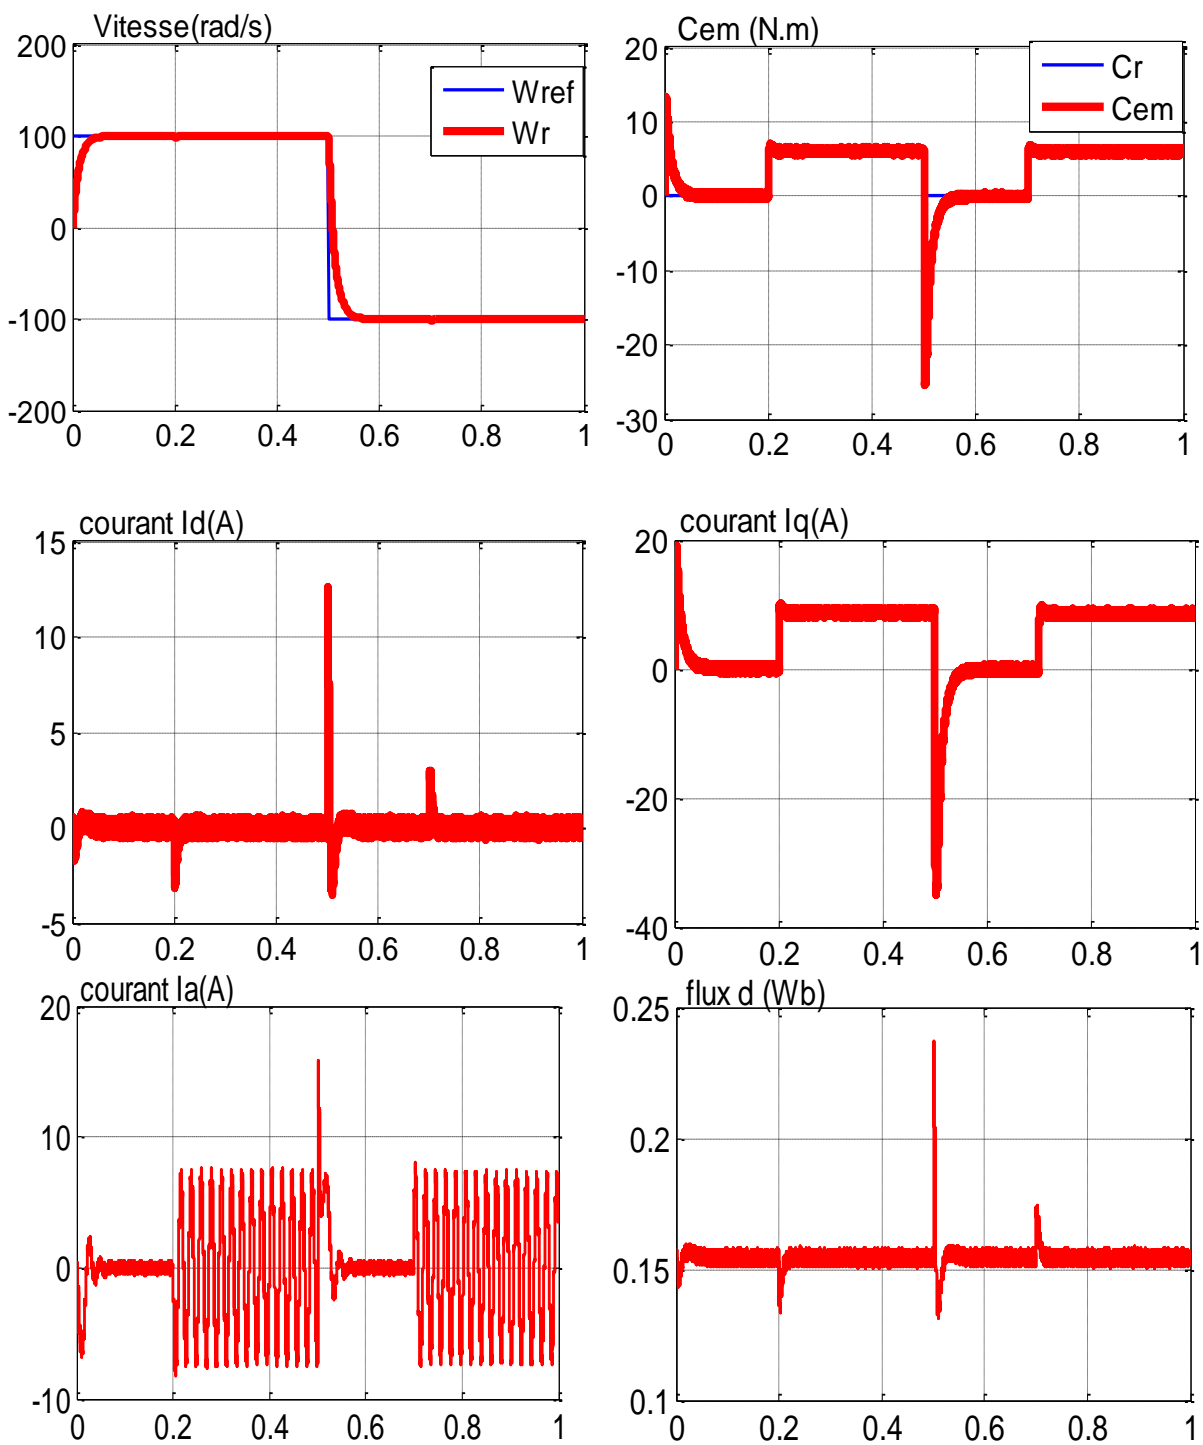 Vitesse(rad/s)
200
100
0
-100
-200
0 0.2 0.4 0.6 0.8 1
Wref
Wr
Cem (N.m)
20
10
0
-10
-20
-30
0 0.2 0.4 0.6 0.8 1
Cr
Cem
courant Id(A)
15
10
5
0
-5
0 0.2 0.4 0.6 0.8 1
courant Iq(A)
20
0
-20
-40
0 0.2 0.4 0.6 0.8 1
courant Ia(A)
20
10
0
-10
0 0.2 0.4 0.6 0.8 1
flux d (Wb)
0.25
0.2
0.15
0.1
0 0.2 0.4 0.6 0.8 1